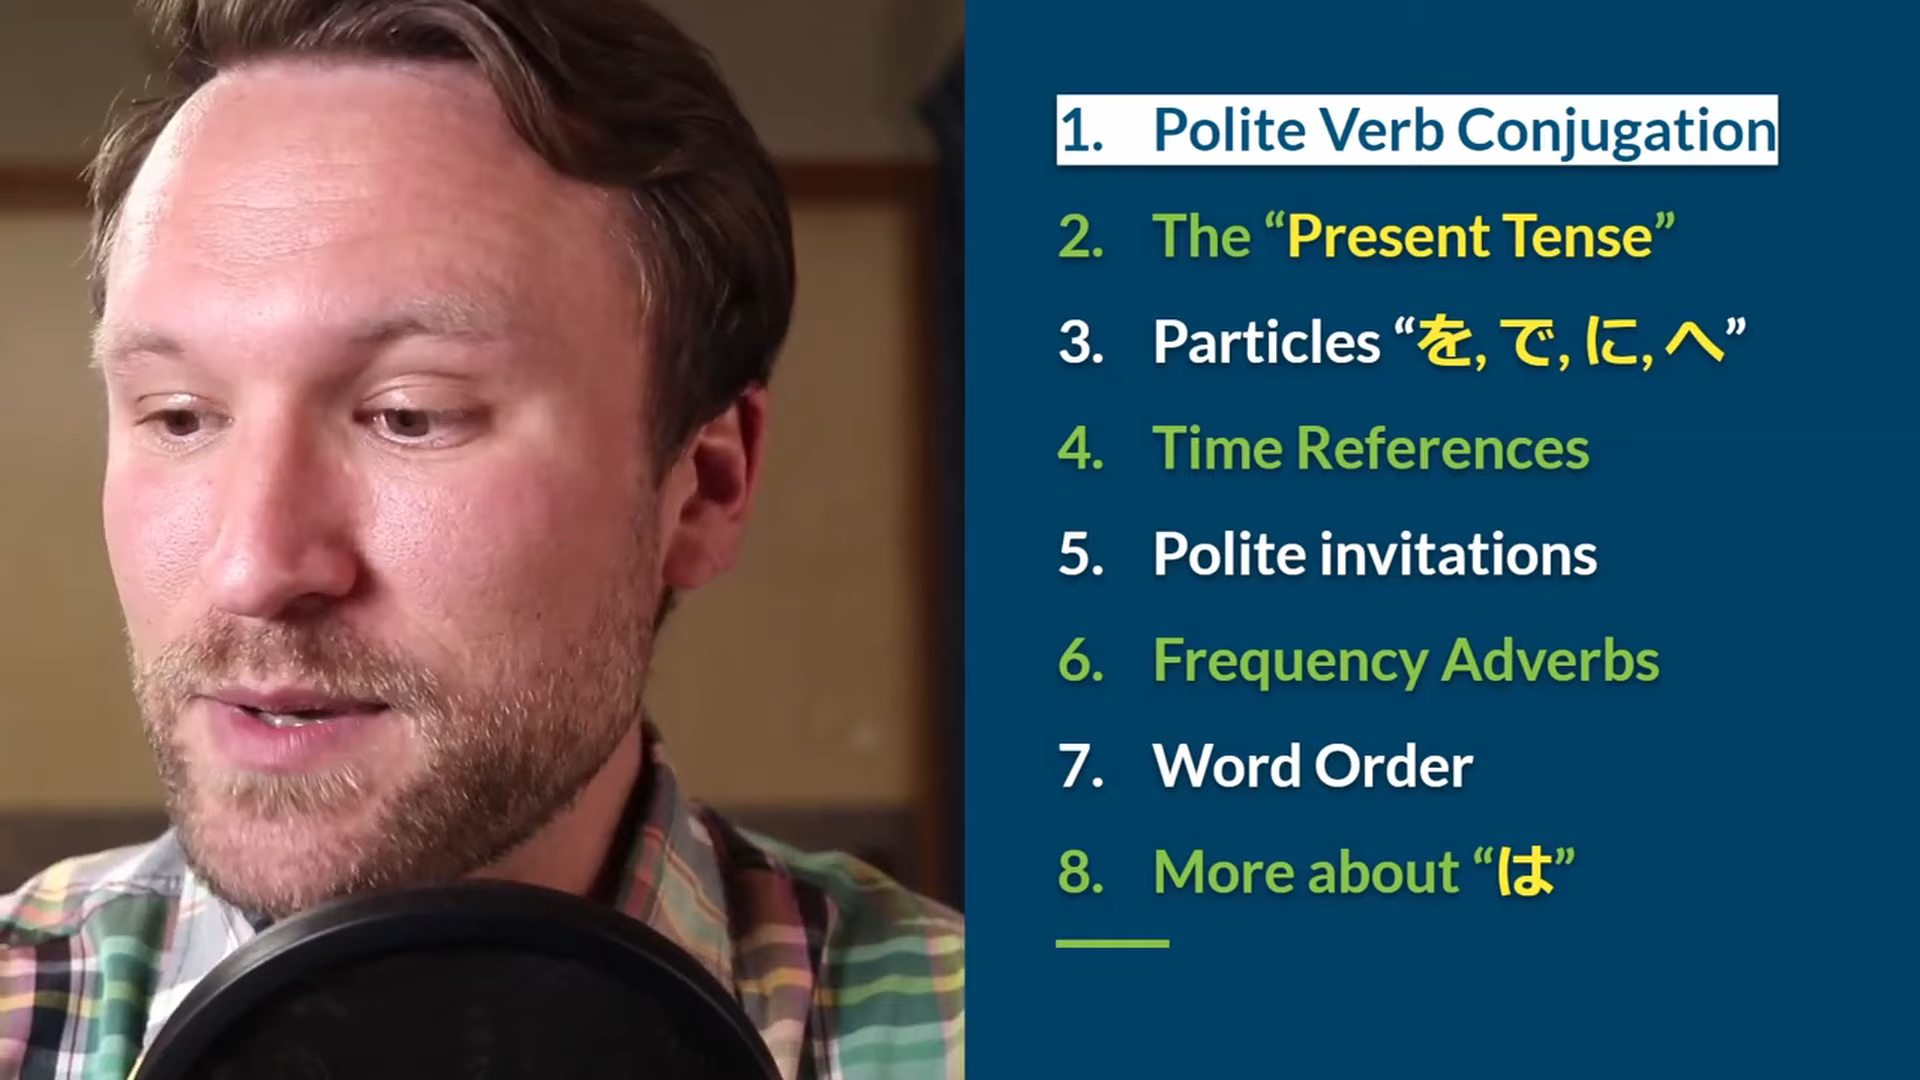 1. Polite Verb Conjugation
2. The “Present Tense”
3. Particles “を, で, に, へ”
4. Time References
5. Polite invitations
6. Frequency Adverbs
7. Word Order
8. More about “は”